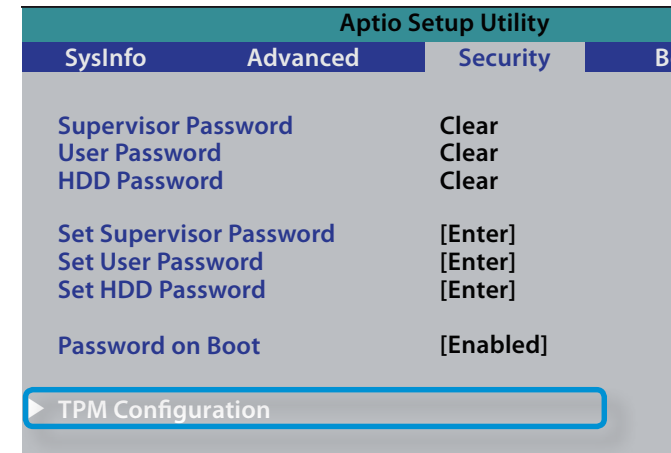 Aptio Setup Utility
SysInfo Advanced Security B
Supervisor Password Clear
User Password Clear
HDD Password Clear
Set Supervisor Password [Enter]
Set User Password [Enter]
Set HDD Password [Enter]
Password on Boot [Enabled]
TPM Configuration